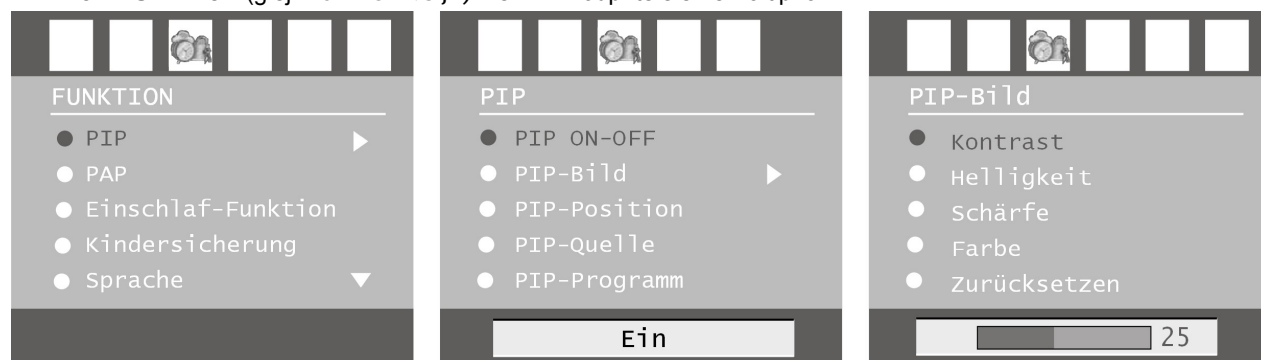 FUNKTION
PIP
PAP
Einschlaf-Funktion
Kindersicherung
Sprache
PIP
PIP ON-OFF
PIP-Bild
PIP-Position
PIP-Quelle
PIP-Programm
Ein
PIP-Bild
Kontrast
Helligkeit
Schärfe
Farbe
Zurücksetzen
25